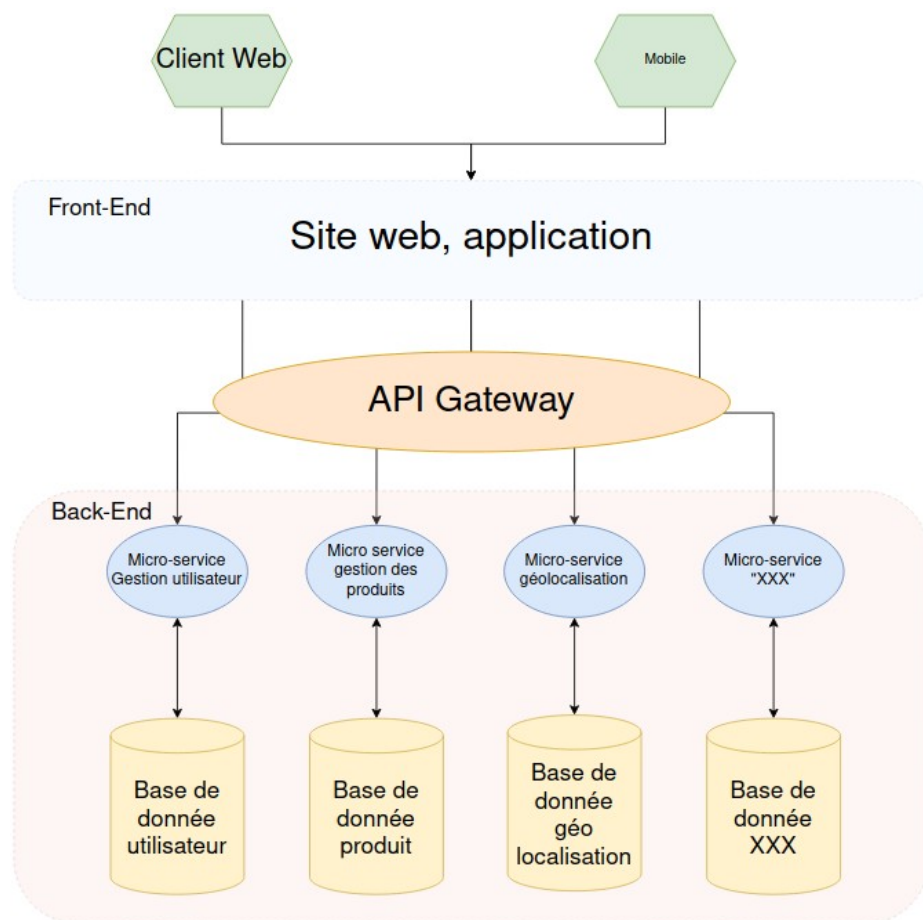 Client Web
Mobile
Front-End
Site web, application
API Gateway
Back-End
Micro-service
Gestion utilisateur
Micro service
gestion des
produits
Micro-service
géolocalisation
Micro-service
"XXX"
Base de
donnée
utilisateur
Base de
donnée
produit
Base de
donnée
géo
localisation
Base de
donnée
XXX